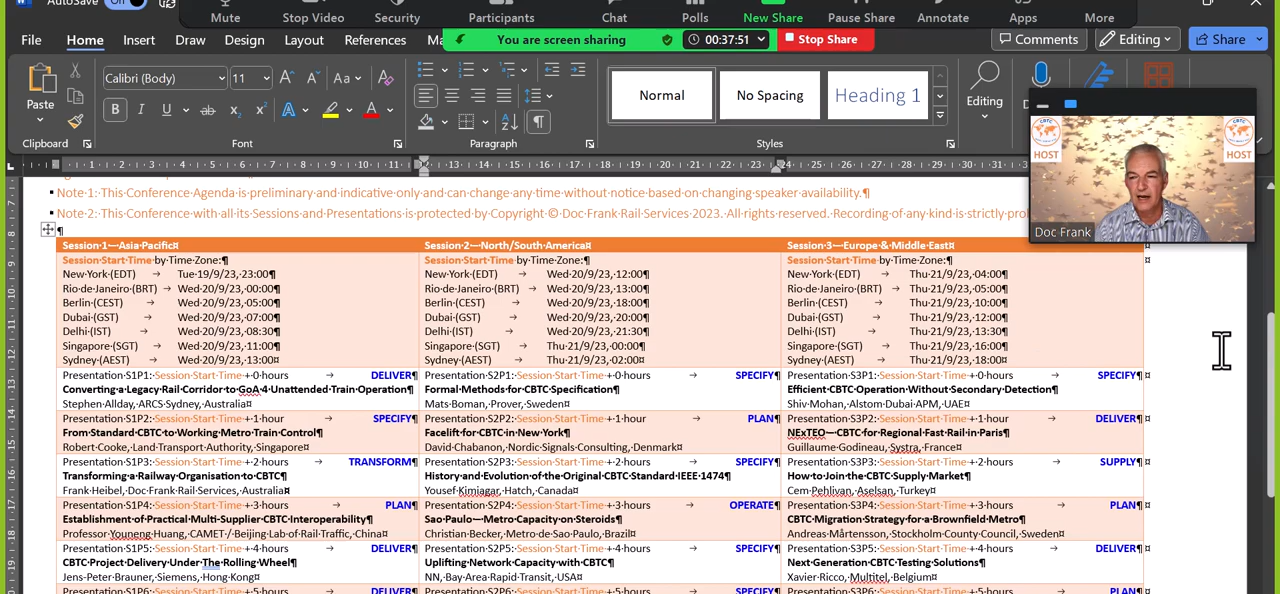 AutoSave On
Mute Stop Video Security Participants Chat Polls New Share Pause Share Annotate Apps More
You are screen sharing 00:37:51 Stop Share
File Home Insert Draw Design Layout References Comments Editing Share
Calibri (Body) 11 Aa
Paste B I U ab x₂ x² A A
Normal No Spacing Heading 1 Editing
Clipboard Font Paragraph Styles
CBTC HOST CBTC HOST
Doc Frank
Note·1:·This·Conference·Agenda·is·preliminary·and·indicative·only·and·can·change·any·time·without·notice·based·on·changing·speaker·availability.¶
Note·2:·This·Conference·with·all·its·Sessions·and·Presentations·is·protected·by·Copyright·©·Doc·Frank·Rail·Services·2023.·All·rights·reserved.·Recording·of·any·kind·is·strictly
Session·1·–·Asia·Pacific¤ Session·2·–·North/South·America¤ Session·3·–·Europe·&·Middle·East¤
Session·Start·Time·by·Time·Zone:¶ Session·Start·Time·by·Time·Zone:¶ Session·Start·Time·by·Time·Zone:¶
New·York·(EDT) → Tue·19/9/23,·23:00¶ New·York·(EDT) → Wed·20/9/23,·12:00¶ New·York·(EDT) → Thu·21/9/23,·04:00¶
Rio·de·Janeiro·(BRT) → Wed·20/9/23,·00:00¶ Rio·de·Janeiro·(BRT) → Wed·20/9/23,·13:00¶ Rio·de·Janeiro·(BRT) → Thu·21/9/23,·05:00¶
Berlin·(CEST) → Wed·20/9/23,·05:00¶ Berlin·(CEST) → Wed·20/9/23,·18:00¶ Berlin·(CEST) → Thu·21/9/23,·10:00¶
Dubai·(GST) → Wed·20/9/23,·07:00¶ Dubai·(GST) → Wed·20/9/23,·20:00¶ Dubai·(GST) → Thu·21/9/23,·12:00¶
Delhi·(IST) → Wed·20/9/23,·08:30¶ Delhi·(IST) → Wed·20/9/23,·21:30¶ Delhi·(IST) → Thu·21/9/23,·13:30¶
Singapore·(SGT) → Wed·20/9/23,·11:00¶ Singapore·(SGT) → Thu·21/9/23,·00:00¶ Singapore·(SGT) → Thu·21/9/23,·16:00¶
Sydney·(AEST) → Wed·20/9/23,·13:00¤ Sydney·(AEST) → Thu·21/9/23,·02:00¤ Sydney·(AEST) → Thu·21/9/23,·18:00¤
Presentation·S1P1:·Session·Start·Time·+·0·hours → DELIVER¶ Presentation·S2P1:·Session·Start·Time·+·0·hours → SPECIFY¶ Presentation·S3P1:·Session·Start·Time·+·0·hours → SPECIFY¶
Converting·a·Legacy·Rail·Corridor·to·GoA·4·Unattended·Train·Operation¶ Formal·Methods·for·CBTC·Specification¶ Efficient·CBTC·Operation·Without·Secondary·Detection¶
Stephen·Allday,·ARCS·Sydney,·Australia¤ Mats·Boman,·Prover,·Sweden¤ Shiv·Mohan,·Alstom·Dubai·APM,·UAE¤
Presentation·S1P2:·Session·Start·Time·+·1·hour → SPECIFY¶ Presentation·S2P2:·Session·Start·Time·+·1·hour → PLAN¶ Presentation·S3P2:·Session·Start·Time·+·1·hour → DELIVER¶
From·Standard·CBTC·to·Working·Metro·Train·Control¶ Facelift·for·CBTC·in·New·York¶ NExTEO·–·CBTC·for·Regional·Fast·Rail·in·Paris¶
Robert·Cooke,·Land·Transport·Authority,·Singapore¤ David·Chabanon,·Nordic·Signals·Consulting,·Denmark¤ Guillaume·Godineau,·Systra,·France¤
Presentation·S1P3:·Session·Start·Time·+·2·hours → TRANSFORM¶ Presentation·S2P3:·Session·Start·Time·+·2·hours → SPECIFY¶ Presentation·S3P3:·Session·Start·Time·+·2·hours → SUPPLY¶
Transforming·a·Railway·Organisation·to·CBTC¶ History·and·Evolution·of·the·Original·CBTC·Standard·IEEE·1474¶ How·to·Join·the·CBTC·Supply·Market¶
Frank·Heibel,·Doc·Frank·Rail·Services,·Australia¤ Yousef·Kimiagar,·Hatch,·Canada¤ Cem·Pehlivan,·Aselsan,·Turkey¤
Presentation·S1P4:·Session·Start·Time·+·3·hours → PLAN¶ Presentation·S2P4:·Session·Start·Time·+·3·hours → OPERATE¶ Presentation·S3P4:·Session·Start·Time·+·3·hours → PLAN¶
Establishment·of·Practical·Multi-Supplier·CBTC·Interoperability¶ Sao·Paulo·–·Metro·Capacity·on·Steroids¶ CBTC·Migration·Strategy·for·a·Brownfield·Metro¶
Professor·Youneng·Huang,·CAMET·/·Beijing·Lab·of·Rail·Traffic,·China¤ Christian·Becker,·Metro·de·Sao·Paulo,·Brazil¤ Andreas·Mårtensson,·Stockholm·County·Council,·Sweden¤
Presentation·S1P5:·Session·Start·Time·+·4·hours → DELIVER¶ Presentation·S2P5:·Session·Start·Time·+·4·hours → SPECIFY¶ Presentation·S3P5:·Session·Start·Time·+·4·hours → DELIVER¶
CBTC·Project·Delivery·Under·The·Rolling·Wheel¶ Uplifting·Network·Capacity·with·CBTC¶ Next·Generation·CBTC·Testing·Solutions¶
Jens-Peter·Brauner,·Siemens,·Hong·Kong¤ NN,·Bay·Area·Rapid·Transit,·USA¤ Xavier·Ricco,·Multitel,·Belgium¤
Presentation·S1P6:·Session·Start·Time·+·5·hours → DELIVER¶ Presentation·S2P6:·Session·Start·Time·+·5·hours → SPECIFY¶ Presentation·S3P6:·Session·Start·Time·+·5·hours → PLAN¶